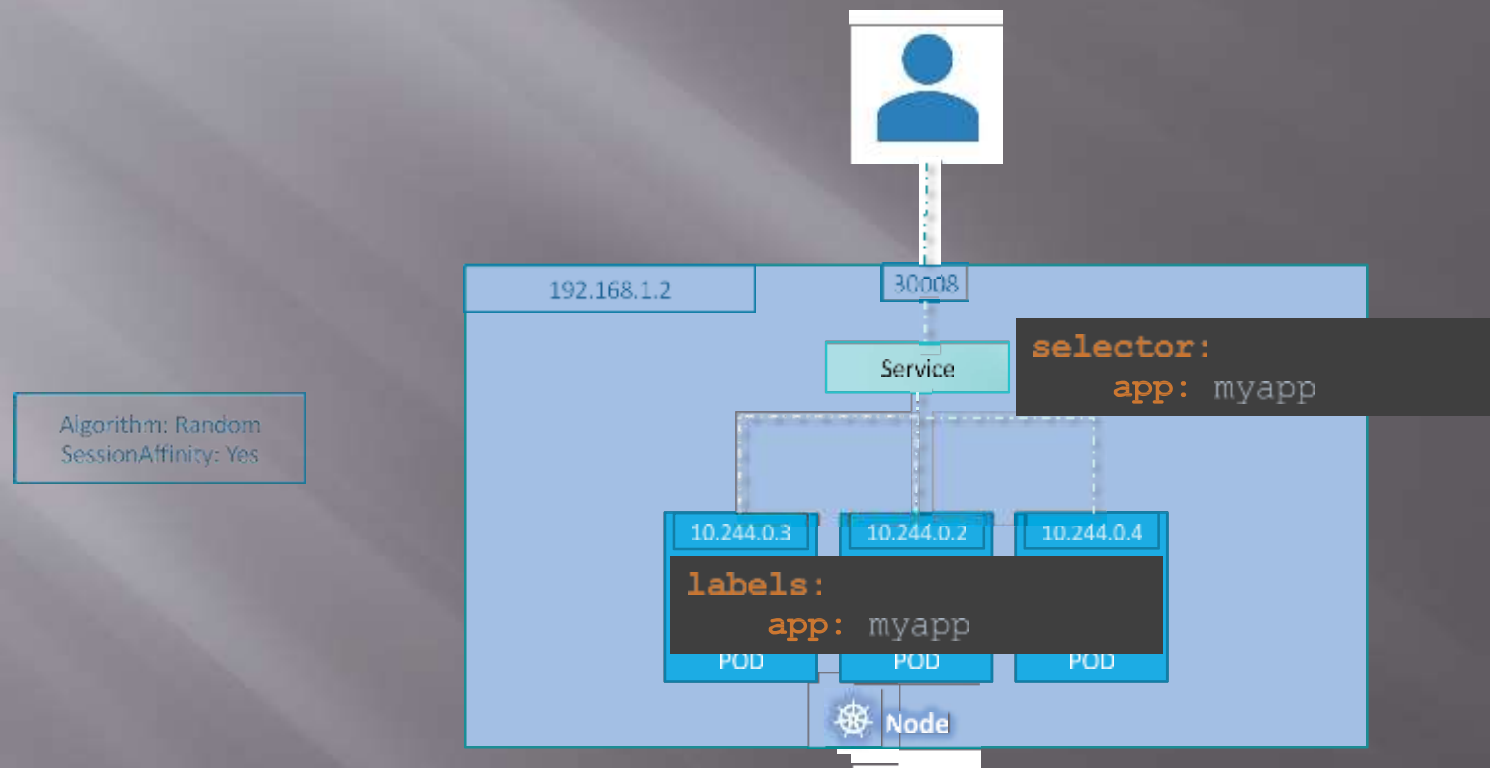 192.168.1.2
30008
Service
selector:
app: myapp
Algorithm: Random
SessionAffinity: Yes
10.244.0.3
10.244.0.2
10.244.0.4
labels:
app: myapp
POD
POD
POD
Node